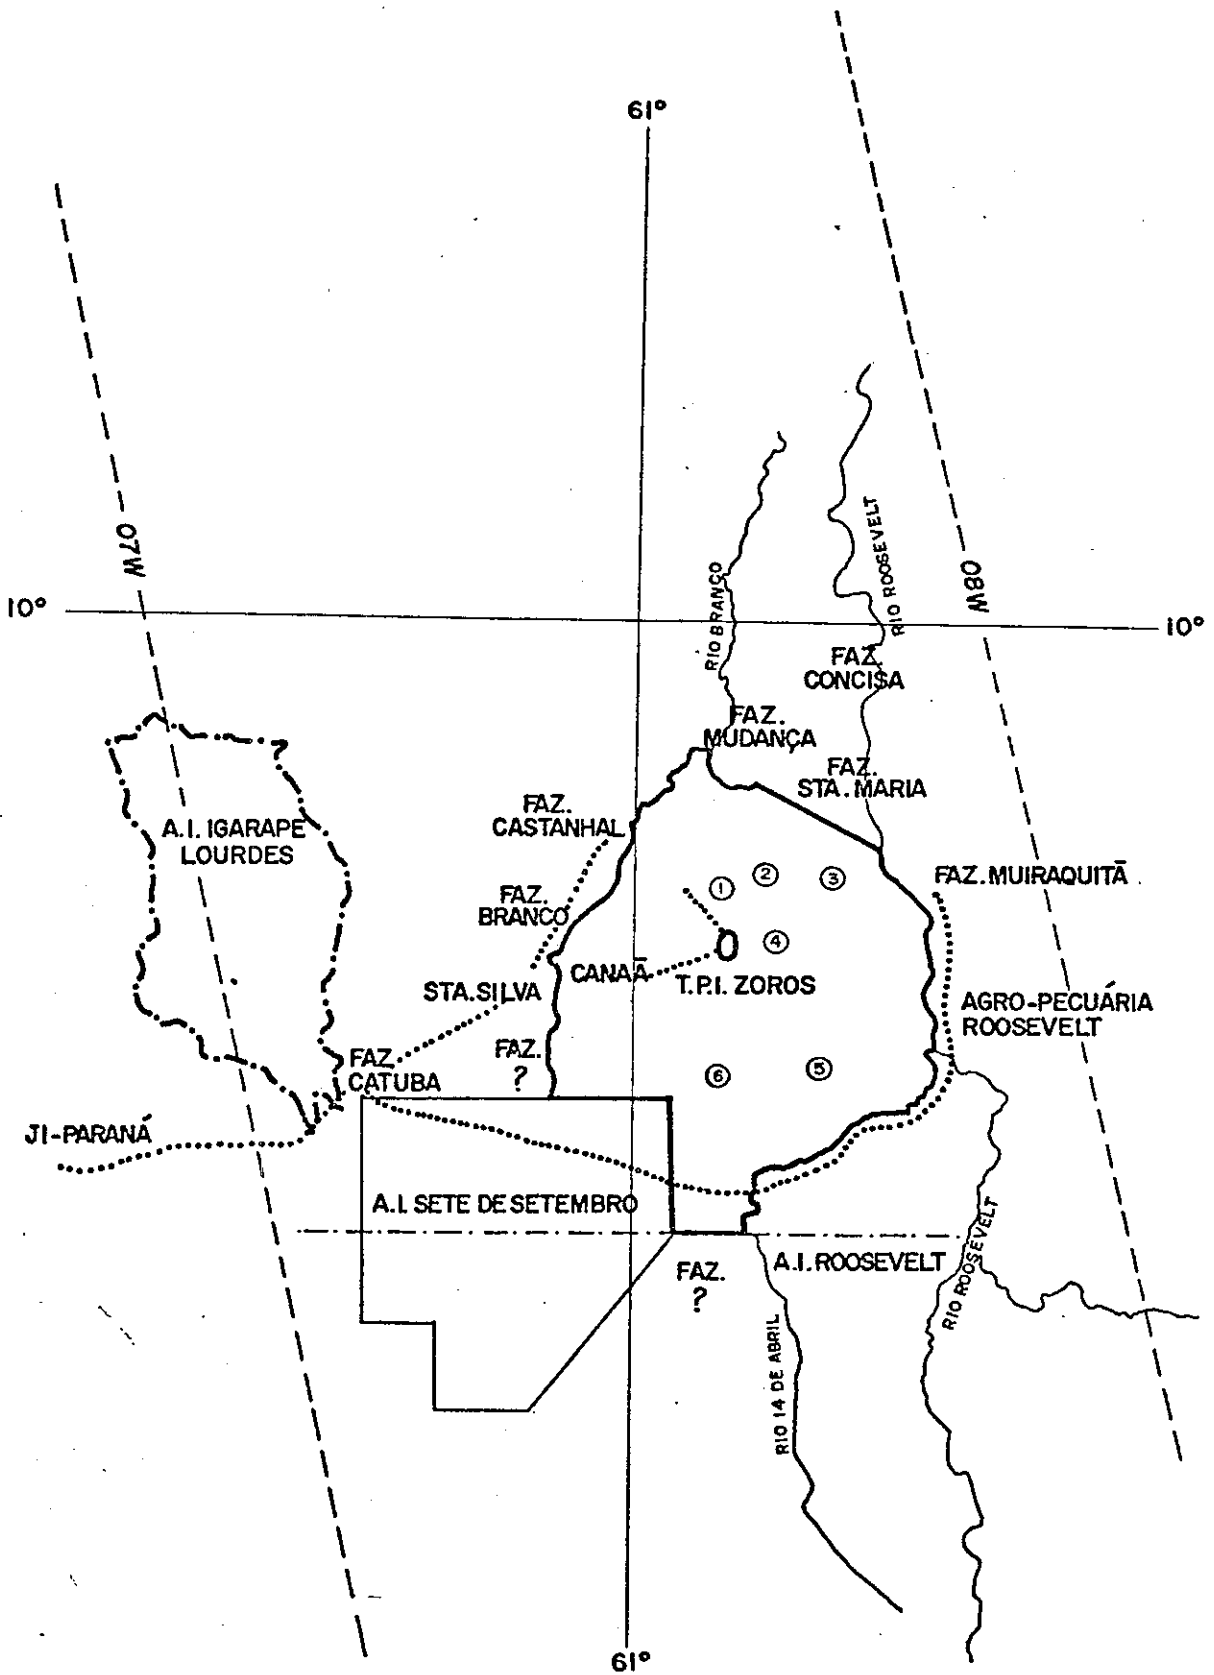 61°
07W
RIO ROOSEVELT
08W
10°
RIO BRANCO
10°
FAZ.
CONCISA
FAZ.
MUDANÇA
FAZ.
STA. MARIA
FAZ.
CASTANHAL
A.I. IGARAPE
LOURDES
FAZ. MUIRAQUITÃ
1
2
3
FAZ.
BRANCO
4
CANAÃ
T.P.I. ZOROS
STA. SILVA
AGRO-PECUÁRIA
ROOSEVELT
FAZ.
?
FAZ
CATUBA
6
5
JI-PARANÁ
A.I. SETE DE SETEMBRO
A.I. ROOSEVELT
FAZ.
?
RIO ROOSEVELT
RIO 14 DE ABRIL
61°